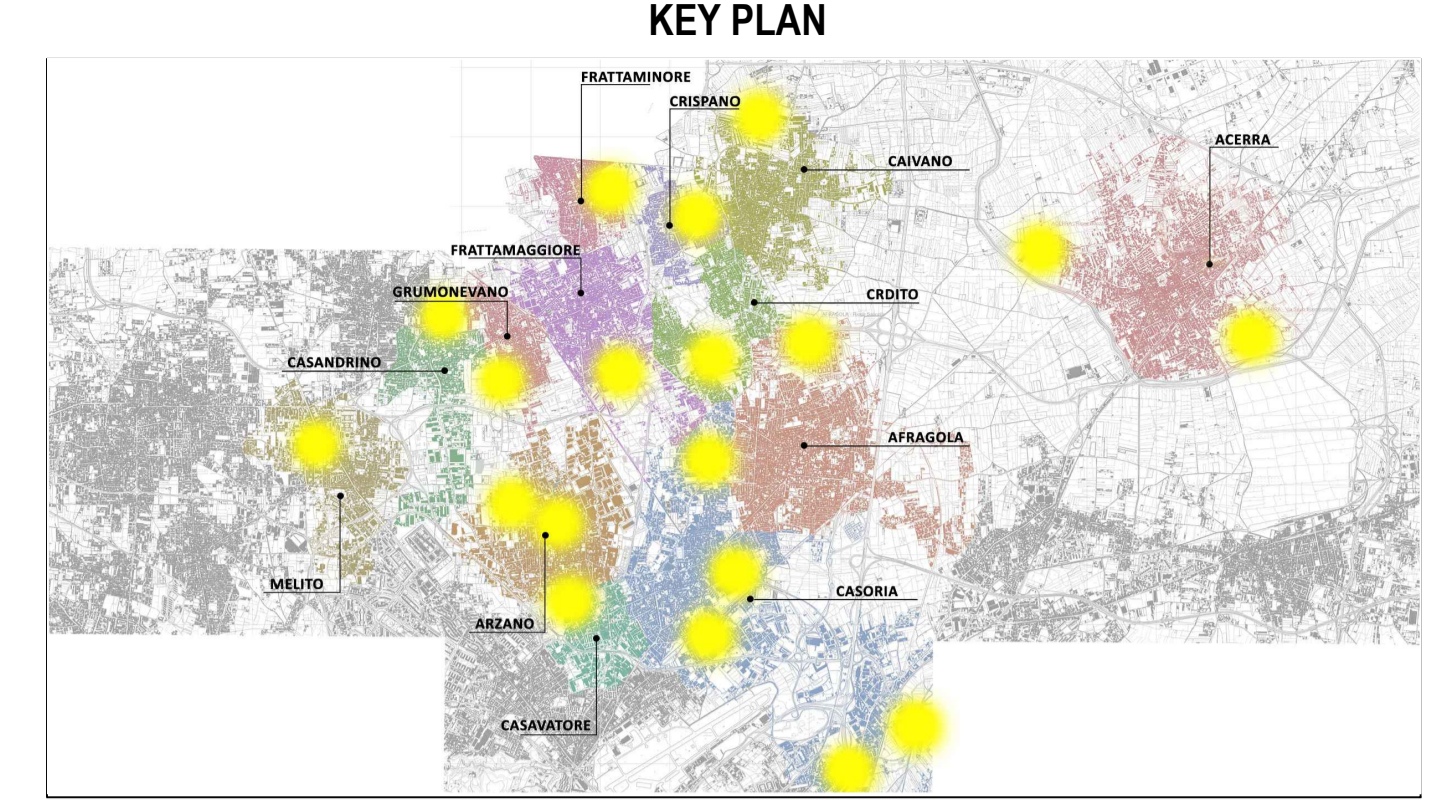 KEY PLAN
FRATTAMINORE
CRISPANO
ACERRA
CAIVANO
FRATTAMAGGIORE
GRUMONEVANO
CRDITO
CASANDRINO
AFRAGOLA
MELITO
CASORIA
ARZANO
CASAVATORE